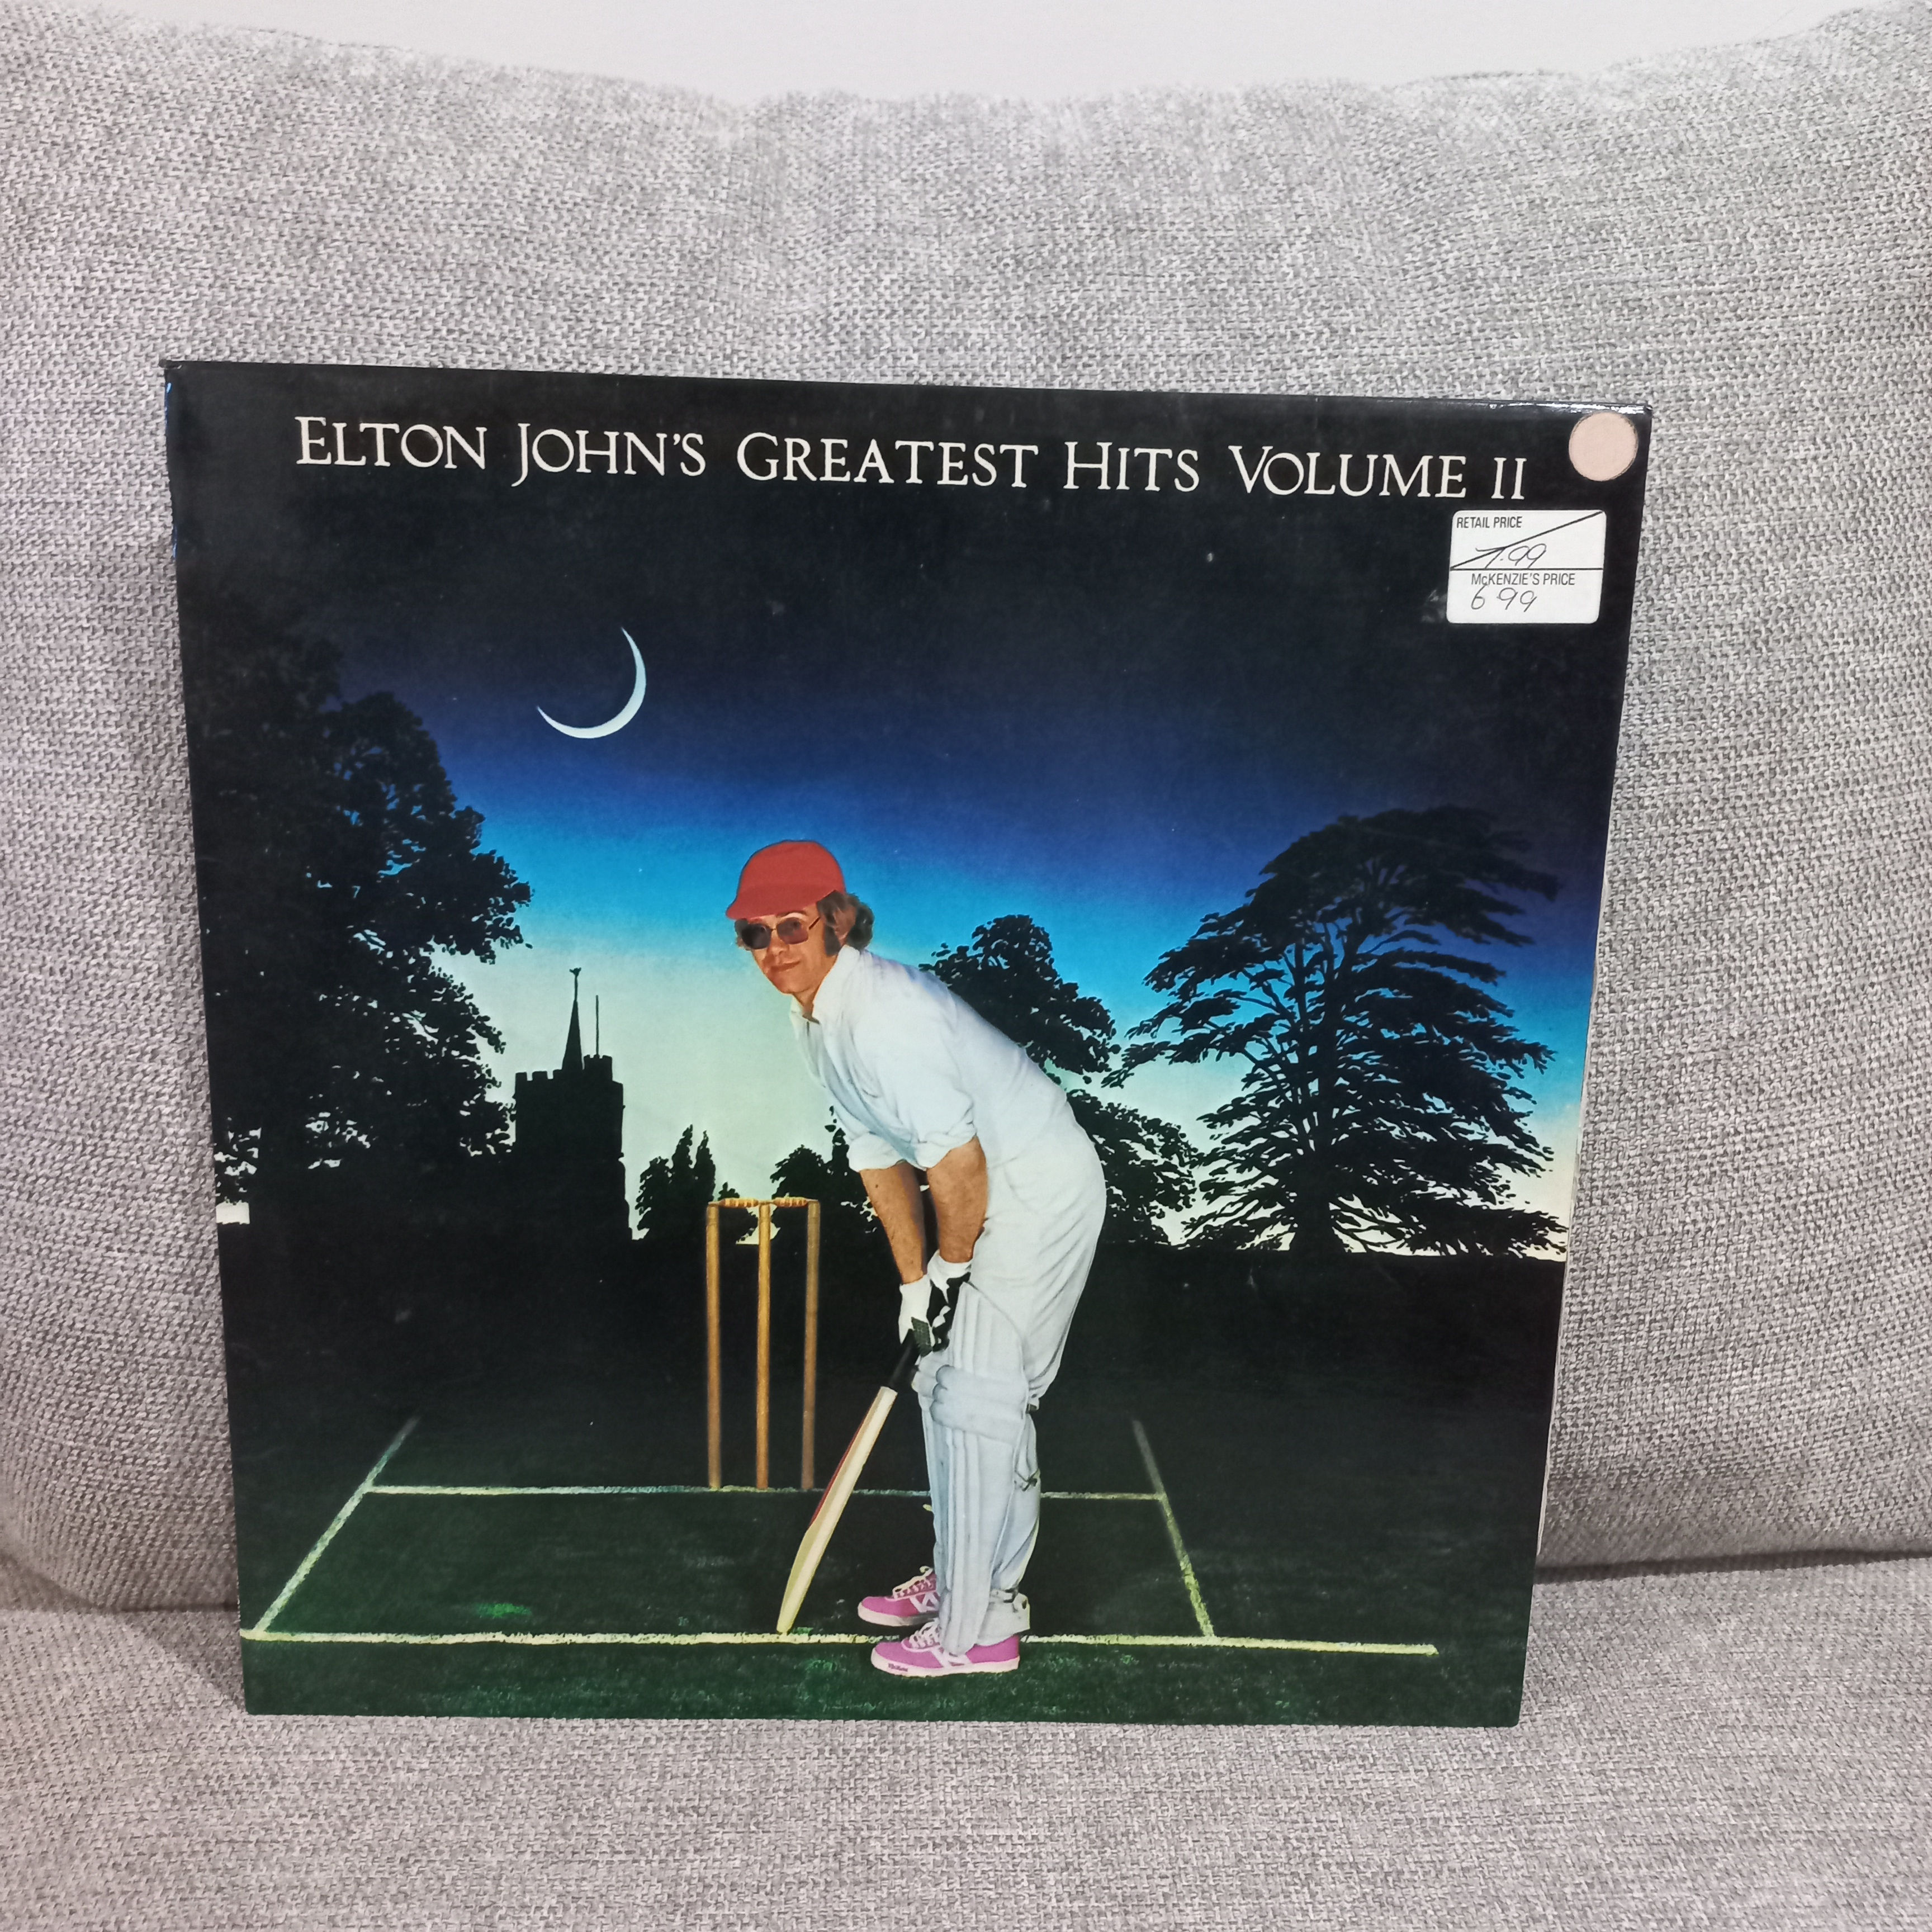 ELTON JOHN'S GREATEST HITS VOLUME II
RETAIL PRICE
7.99
McKENZIE'S PRICE
6 99